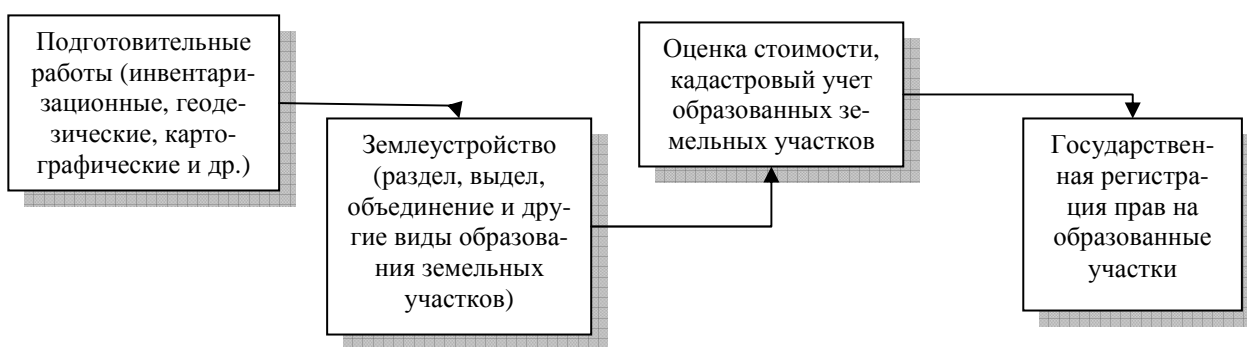 Подготовительные
работы (инвентари-
зационные, геоде-
зические, карто-
графические и др.)
Землеустройство
(раздел, выдел,
объединение и дру-
гие виды образова-
ния земельных
участков)
Оценка стоимости,
кадастровый учет
образованных зе-
мельных участков
Государствен-
ная регистра-
ция прав на
образованные
участки